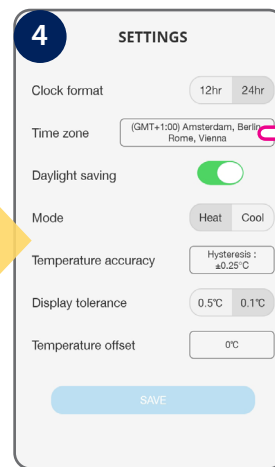 4
SETTINGS
Clock format 12hr 24hr
Time zone (GMT+1:00) Amsterdam, Berlin
Rome, Vienna
Daylight saving
Mode Heat Cool
Temperature accuracy Hysteresis :
±0.25°C
Display tolerance 0.5℃ 0.1℃
Temperature offset 0℃
SAVE